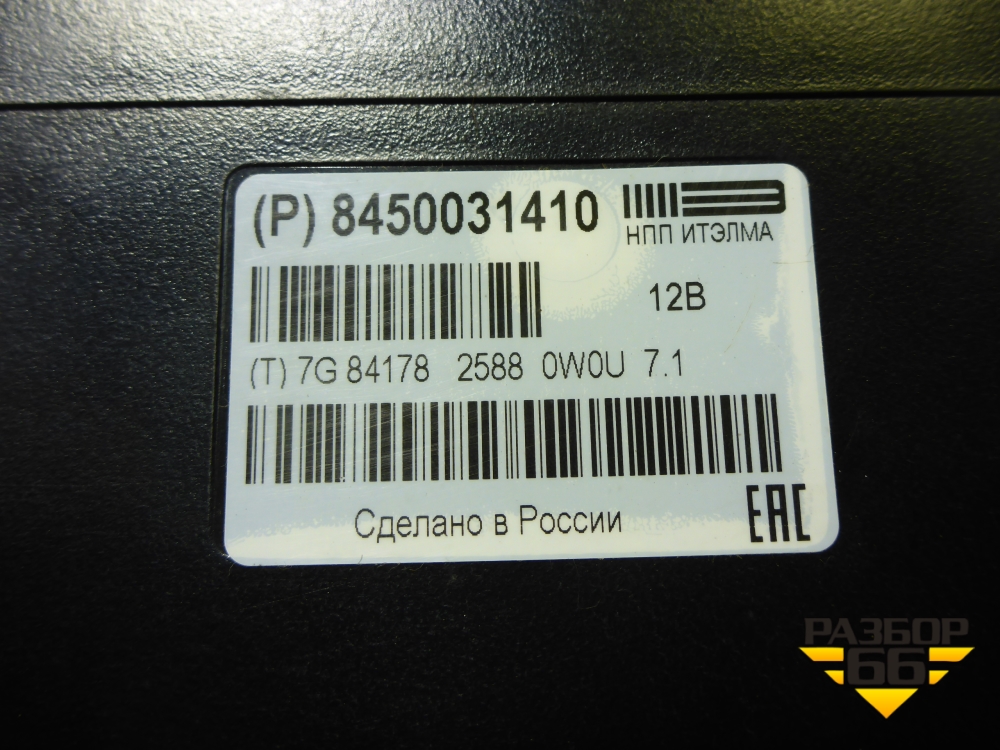 (P) 8450031410
НПП ИТЭЛМА
12В
(T) 7G 84178 2588 0W0U 7.1
Сделано в России
EAC
РАЗБОР
66